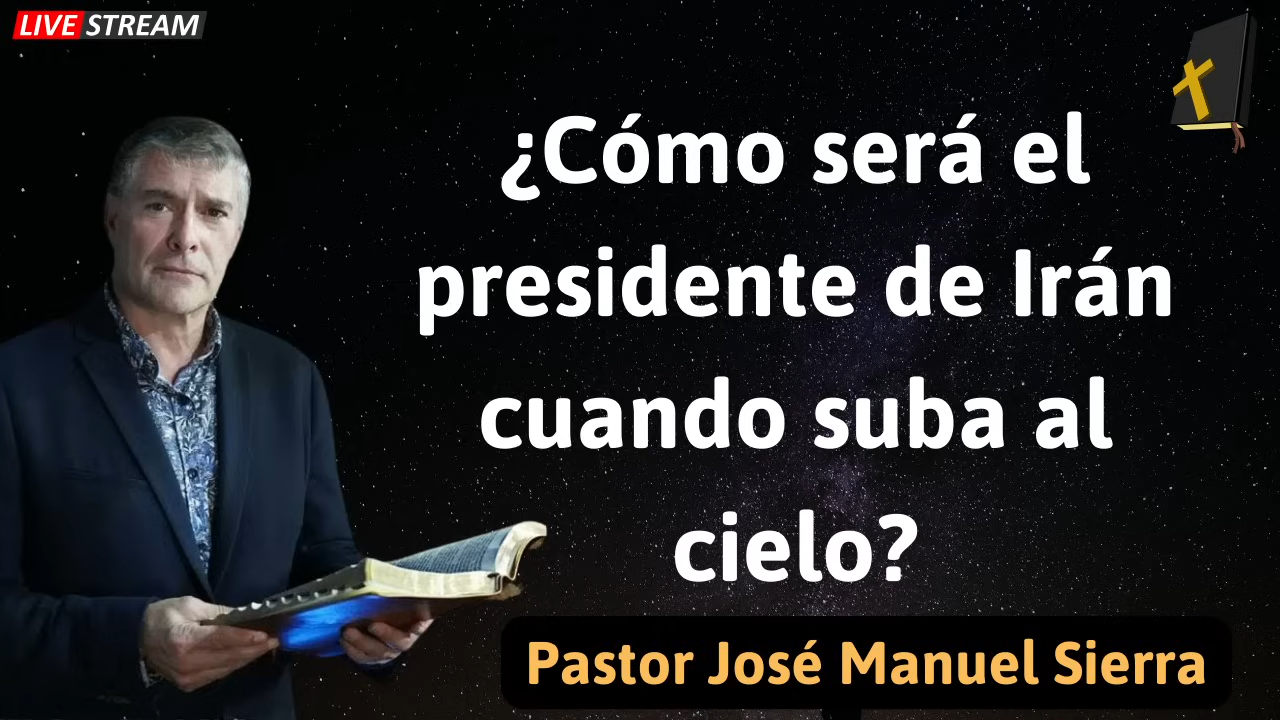 LIVE STREAM
¿Cómo será el
presidente de Irán
cuando suba al
cielo?
Pastor José Manuel Sierra